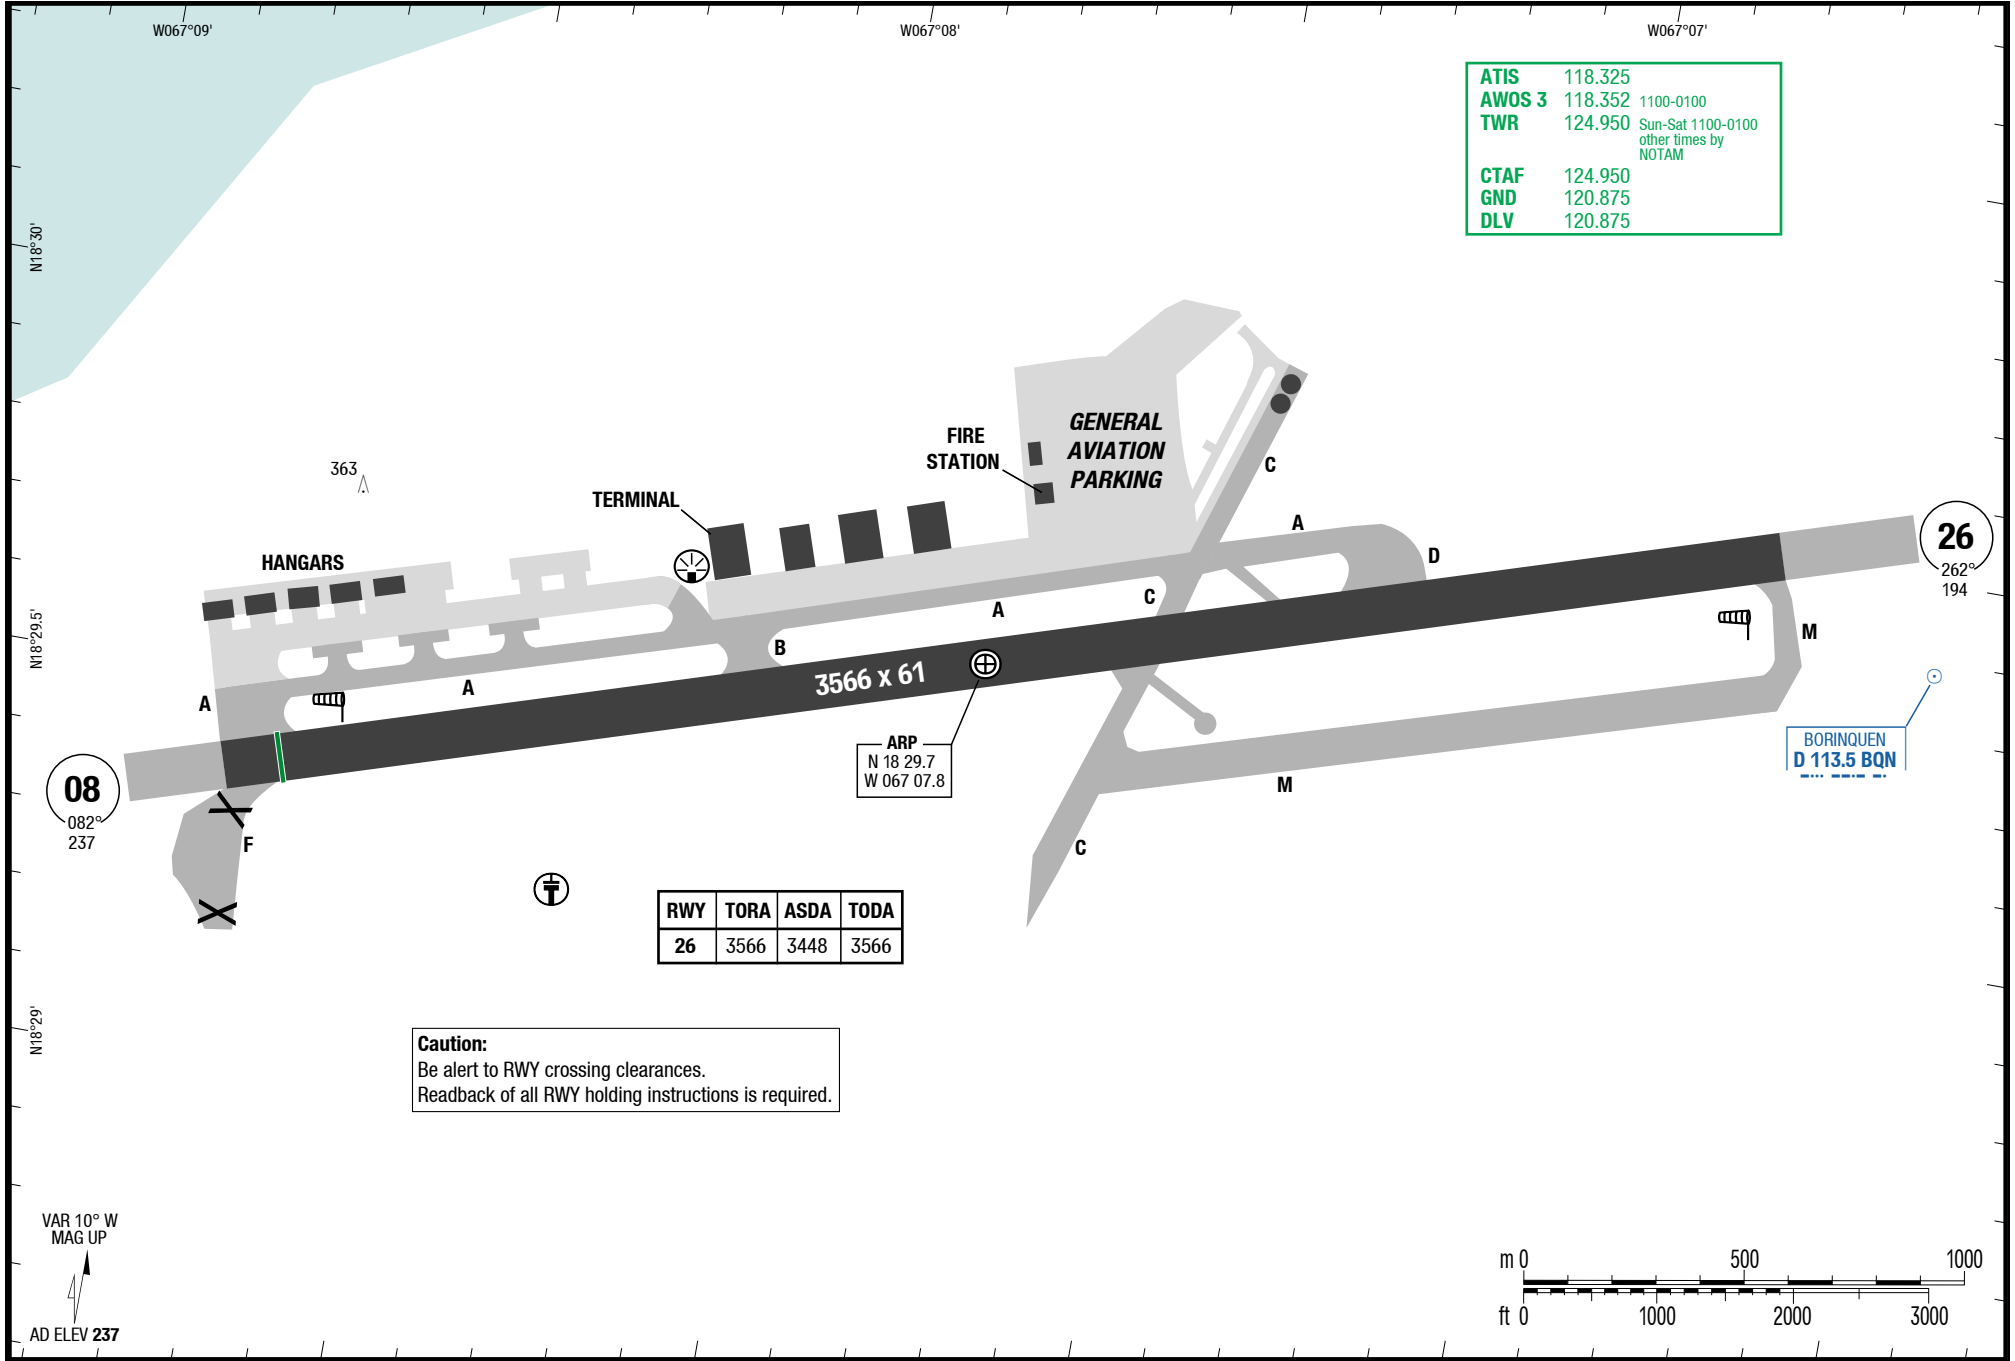 W067°09'
W067°08'
W067°07'
ATIS 118.325
AWOS 3 118.352 1100-0100
TWR 124.950 Sun-Sat 1100-0100
other times by
NOTAM
CTAF 124.950
GND 120.875
DLV 120.875
N18°30'
GENERAL
AVIATION
PARKING
FIRE
STATION
363
C
TERMINAL
A
26
262°
194
D
HANGARS
C
A
N18°29.5'
B
M
3566 x 61
A
A
ARP
N 18 29.7
W 067 07.8
BORINQUEN
D 113.5 BQN
08
082°
237
M
F
C
RWY TORA ASDA TODA
26 3566 3448 3566
N18°29'
Caution:
Be alert to RWY crossing clearances.
Readback of all RWY holding instructions is required.
VAR 10° W
MAG UP
AD ELEV 237
m 0 500 1000
ft 0 1000 2000 3000